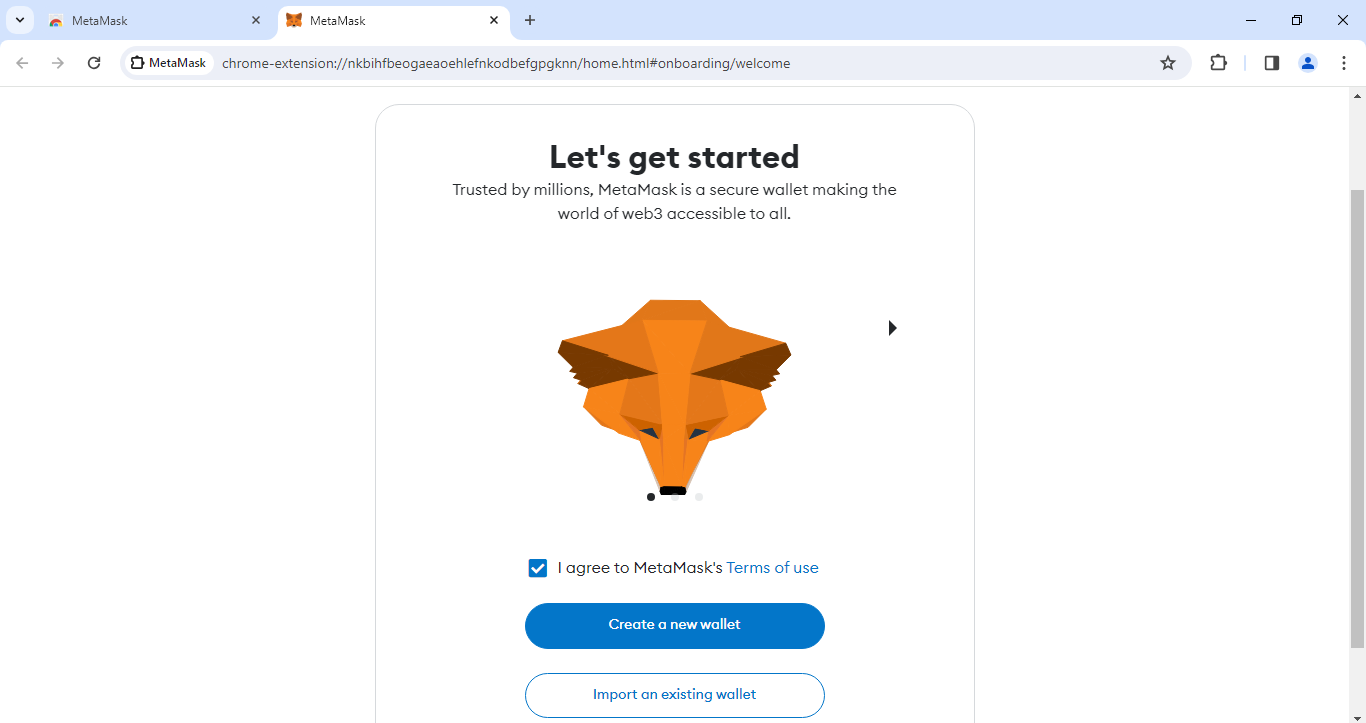 MetaMask
MetaMask
MetaMask
chrome-extension://nkbihfbeogaeaoehlefnkodbefgpgknn/home.html#onboarding/welcome
Let's get started
Trusted by millions, MetaMask is a secure wallet making the
world of web3 accessible to all.
I agree to MetaMask's Terms of use
Create a new wallet
Import an existing wallet